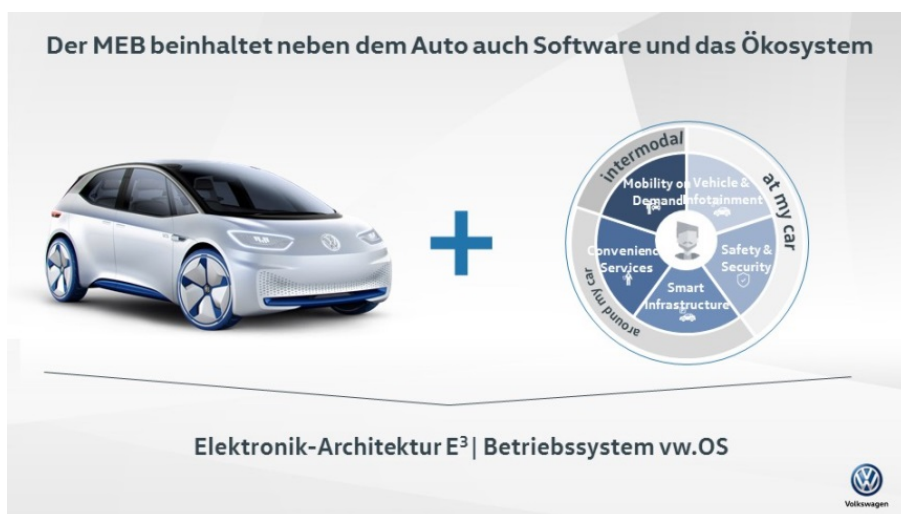 Der MEB beinhaltet neben dem Auto auch Software und das Ökosystem
intermodal
at my car
around my car
Mobility on
Demand
Vehicle &
Infotainment
Convenienc
Services
Safety &
Security
Smart
Infrastructure
Elektronik-Architektur E³ | Betriebssystem vw.OS
Volkswagen